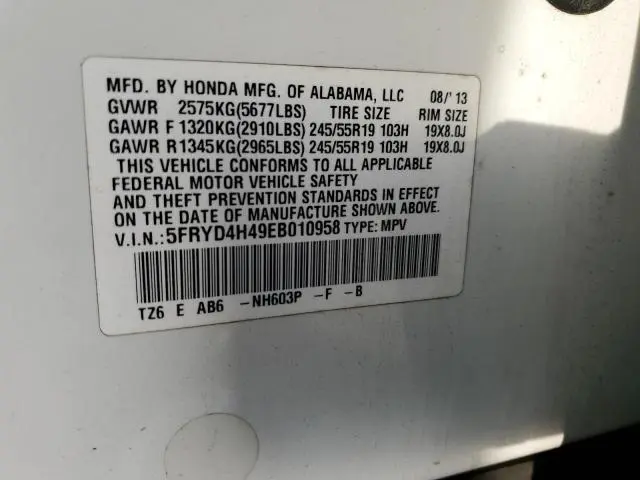 MFD. BY HONDA MFG. OF ALABAMA, LLC 08/'13
GVWR 2575KG(5677LBS) TIRE SIZE RIM SIZE
GAWR F 1320KG(2910LBS) 245/55R19 103H 19X8.0J
GAWR R 1345KG(2965LBS) 245/55R19 103H 19X8.0J
THIS VEHICLE CONFORMS TO ALL APPLICABLE
FEDERAL MOTOR VEHICLE SAFETY
AND THEFT PREVENTION STANDARDS IN EFFECT
ON THE DATE OF MANUFACTURE SHOWN ABOVE.
V.I.N.:5FRYD4H49EB010958 TYPE: MPV
TZ6 E AB6 -NH603P -F -B